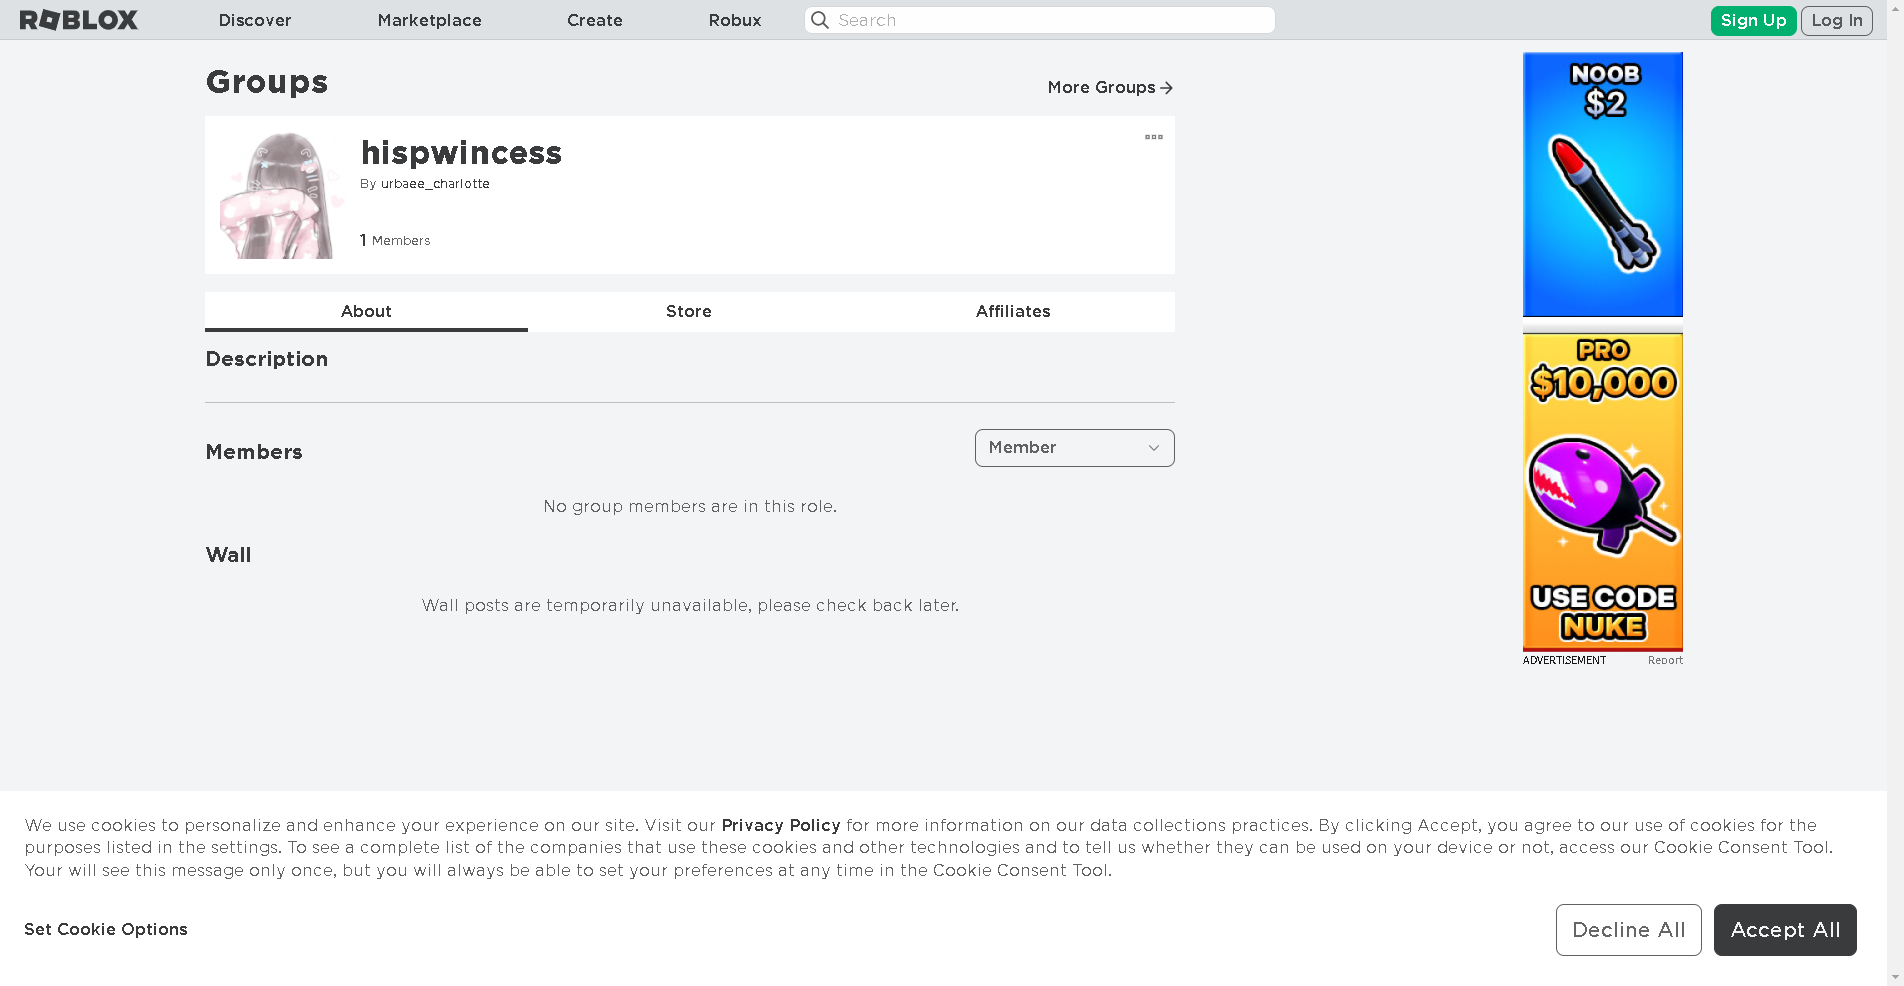 ROBLOX
Discover
Marketplace
Create
Robux
Search
Sign Up
Log In
Groups
More Groups
hispwincess
By urbaee_charlotte
1 Members
About
Store
Affiliates
Description
Members
Member
No group members are in this role.
Wall
Wall posts are temporarily unavailable, please check back later.
NOOB
$2
PRO
$10,000
USE CODE
NUKE
ADVERTISEMENT
Report
We use cookies to personalize and enhance your experience on our site. Visit our Privacy Policy for more information on our data collections practices. By clicking Accept, you agree to our use of cookies for the
purposes listed in the settings. To see a complete list of the companies that use these cookies and other technologies and to tell us whether they can be used on your device or not, access our Cookie Consent Tool.
Your will see this message only once, but you will always be able to set your preferences at any time in the Cookie Consent Tool.
Set Cookie Options
Decline All
Accept All